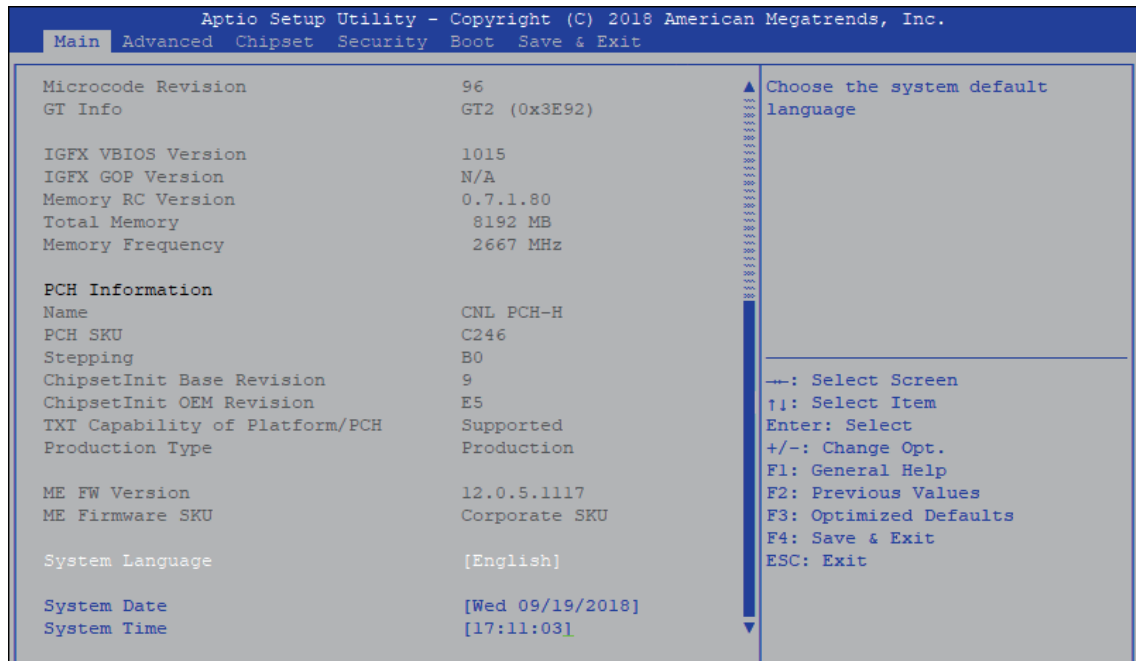 Aptio Setup Utility - Copyright (C) 2018 American Megatrends, Inc.
Main Advanced Chipset Security Boot Save & Exit
Microcode Revision 96
GT Info GT2 (0x3E92)
IGFX VBIOS Version 1015
IGFX GOP Version N/A
Memory RC Version 0.7.1.80
Total Memory 8192 MB
Memory Frequency 2667 MHz
PCH Information
Name CNL PCH-H
PCH SKU C246
Stepping B0
ChipsetInit Base Revision 9
ChipsetInit OEM Revision E5
TXT Capability of Platform/PCH Supported
Production Type Production
ME FW Version 12.0.5.1117
ME Firmware SKU Corporate SKU
System Language [English]
System Date [Wed 09/19/2018]
System Time [17:11:03]
Choose the system default
language
→←: Select Screen
↑↓: Select Item
Enter: Select
+/-: Change Opt.
F1: General Help
F2: Previous Values
F3: Optimized Defaults
F4: Save & Exit
ESC: Exit